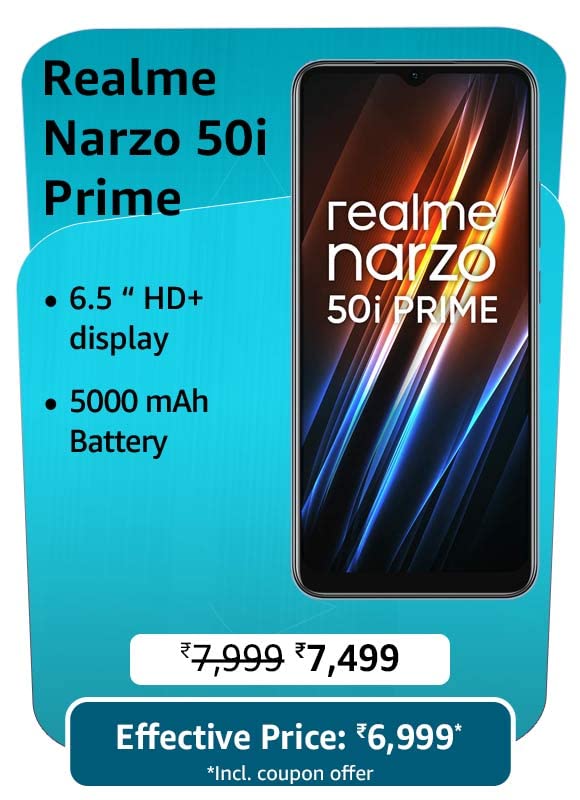 Realme
Narzo 50i
Prime
• 6.5 “ HD+
display
• 5000 mAh
Battery
realme
narzo
50i PRIME
₹7,999 ₹7,499
Effective Price: ₹6,999*
*Incl. coupon offer